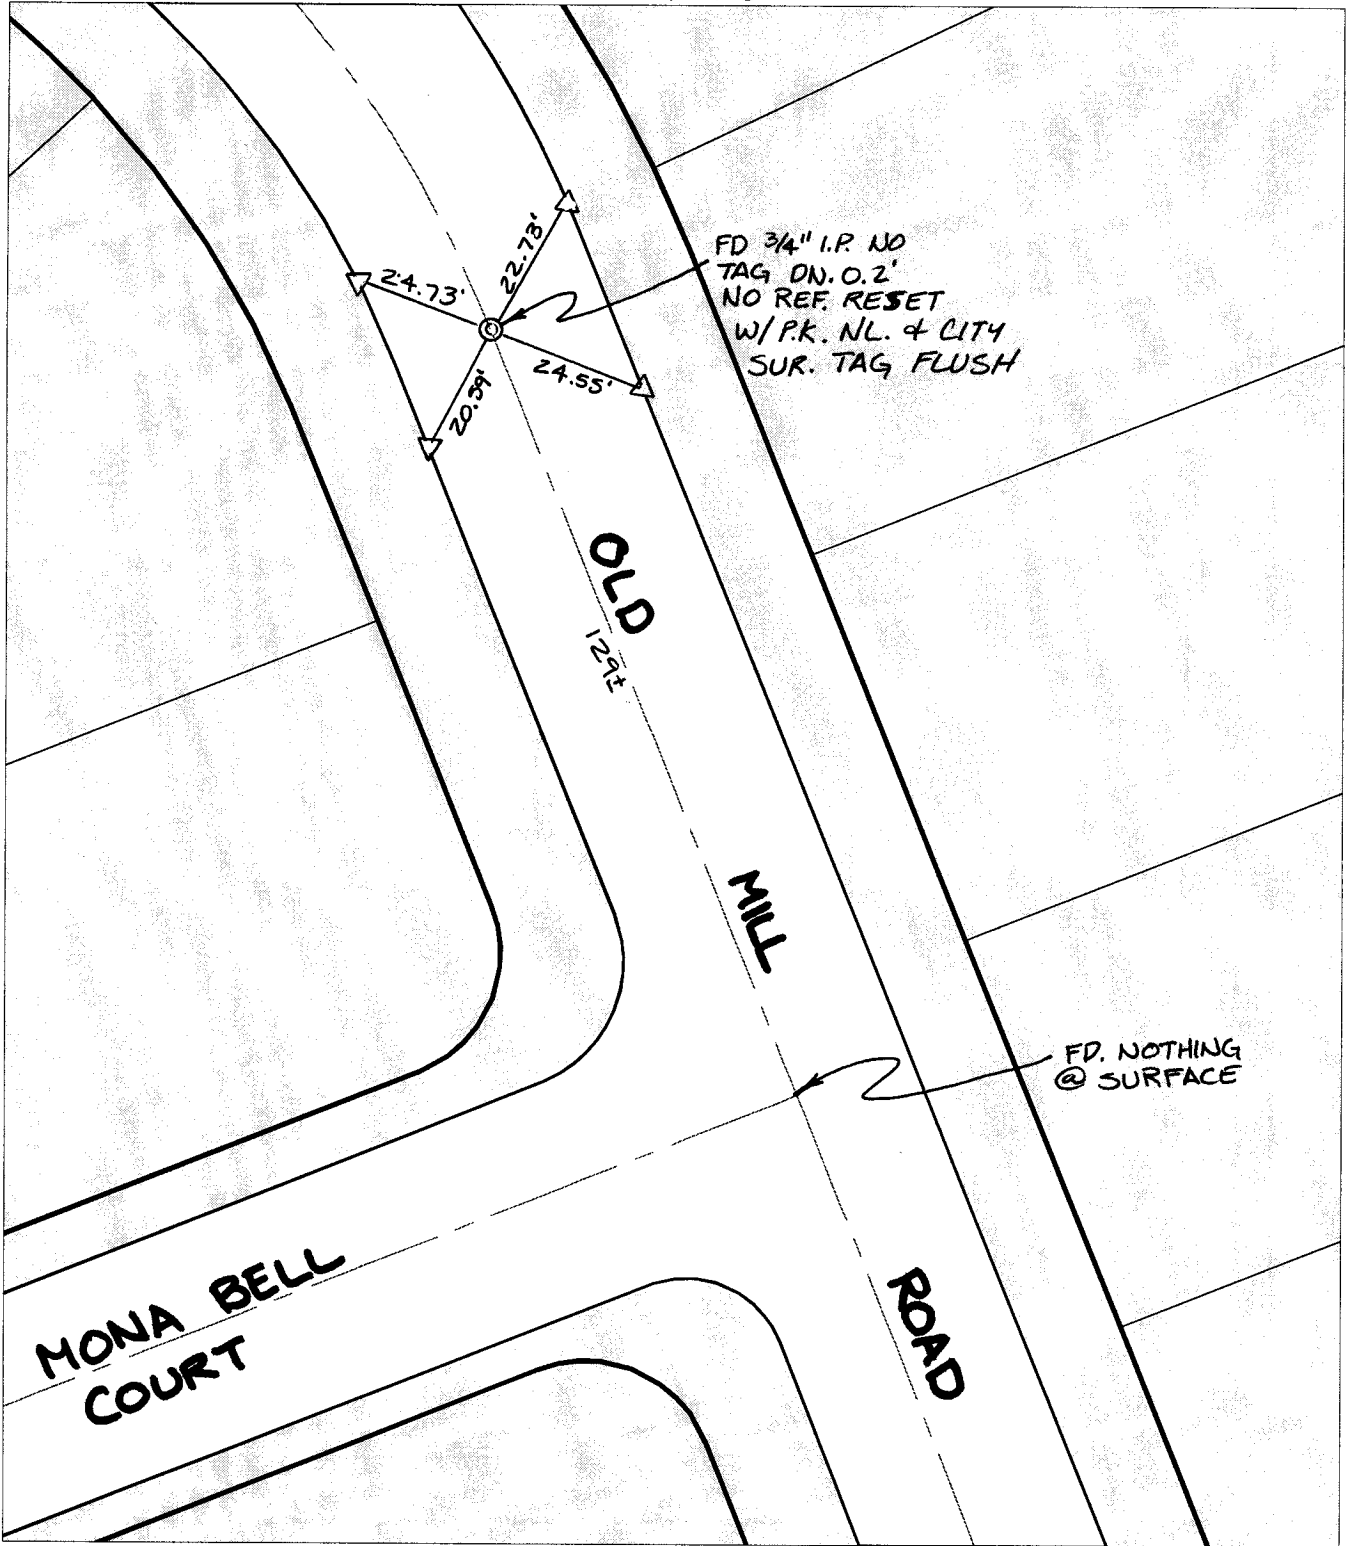 22.73'
24.73'
24.55'
20.59'
FD 3/4" I.P. NO
TAG DN. 0.2'
NO REF. RESET
W/ P.K. NL. & CITY
SUR. TAG FLUSH
OLD
129±
MILL
FD. NOTHING
@ SURFACE
ROAD
MONA BELL
COURT